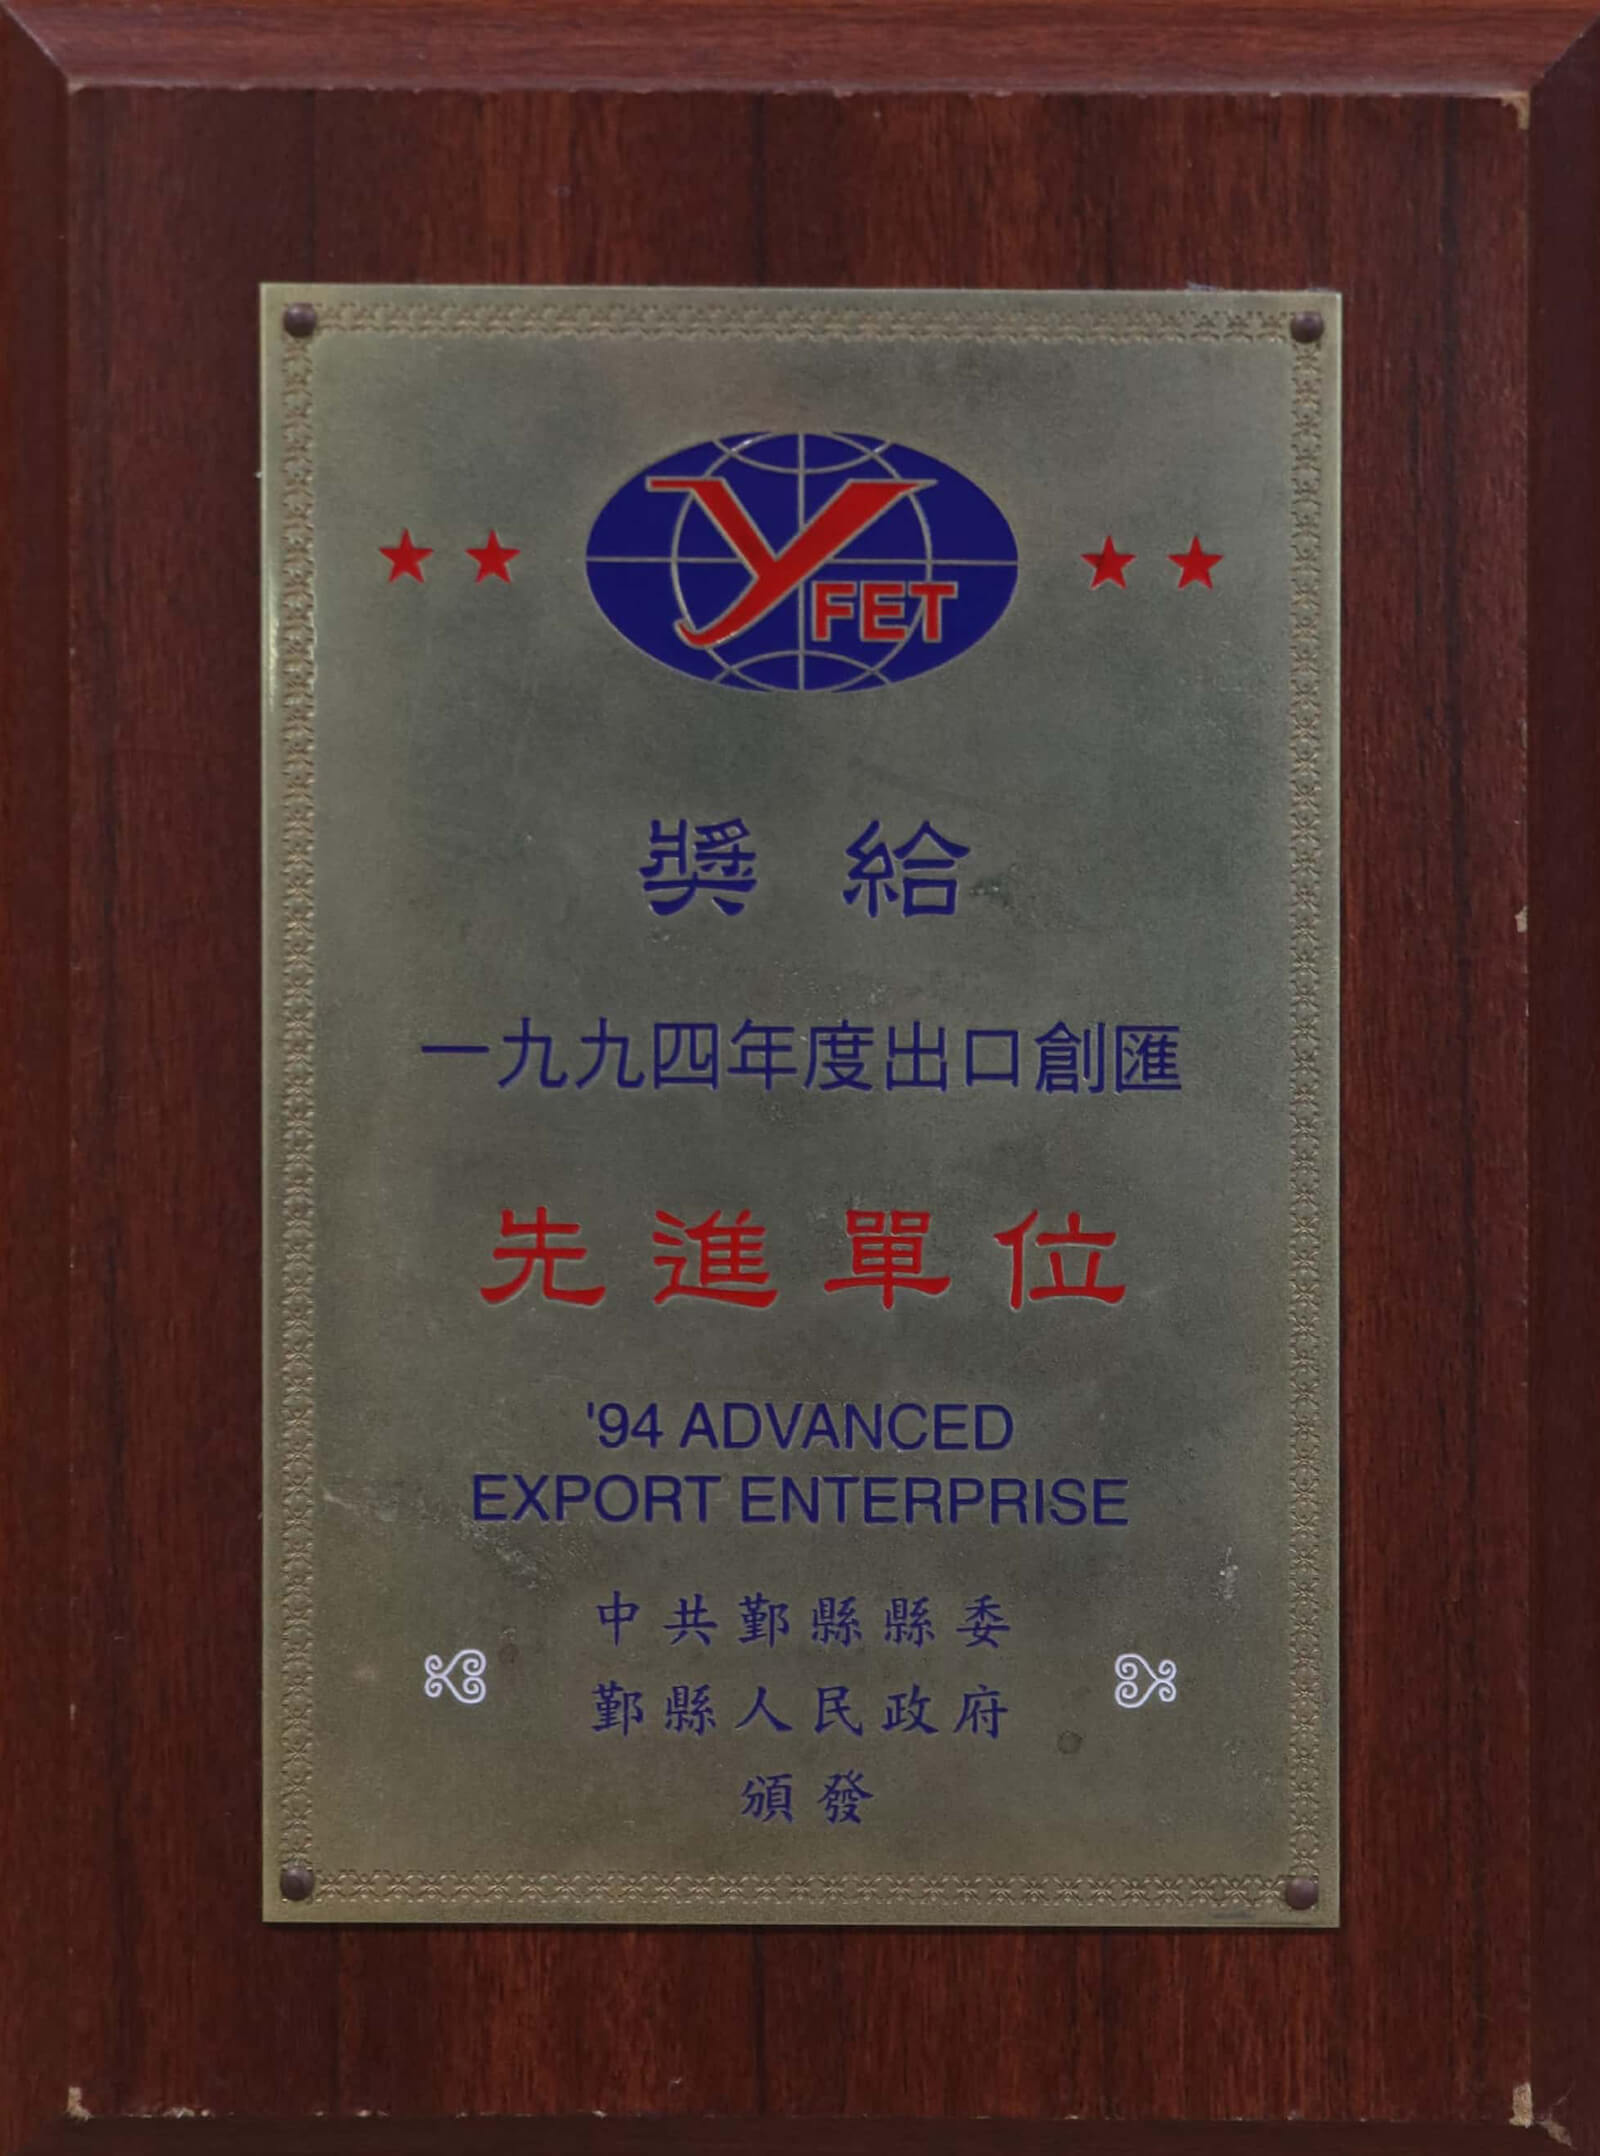 YFET
獎給
一九九四年度出口創匯
先進單位
'94 ADVANCED
EXPORT ENTERPRISE
中共鄞縣縣委
鄞縣人民政府
頒發